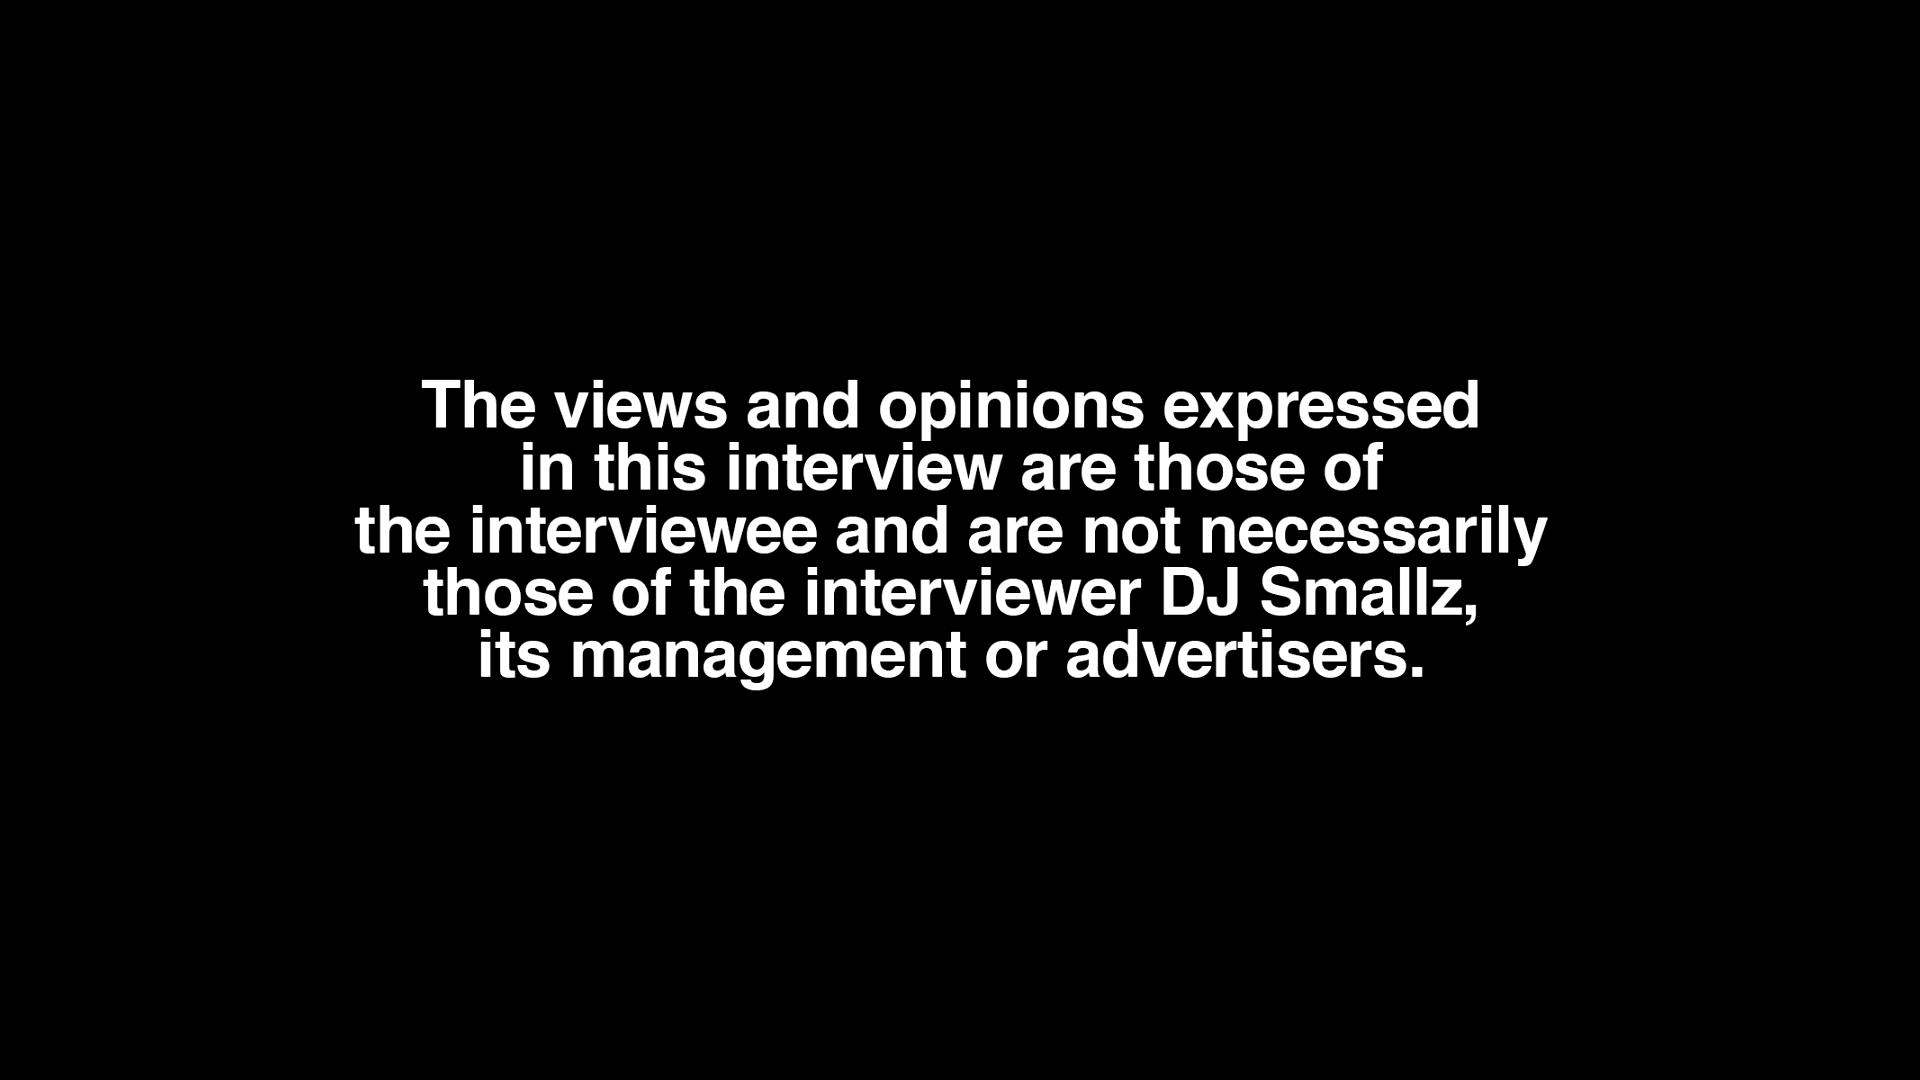 The views and opinions expressed
in this interview are those of
the interviewee and are not necessarily
those of the interviewer DJ Smallz,
its management or advertisers.